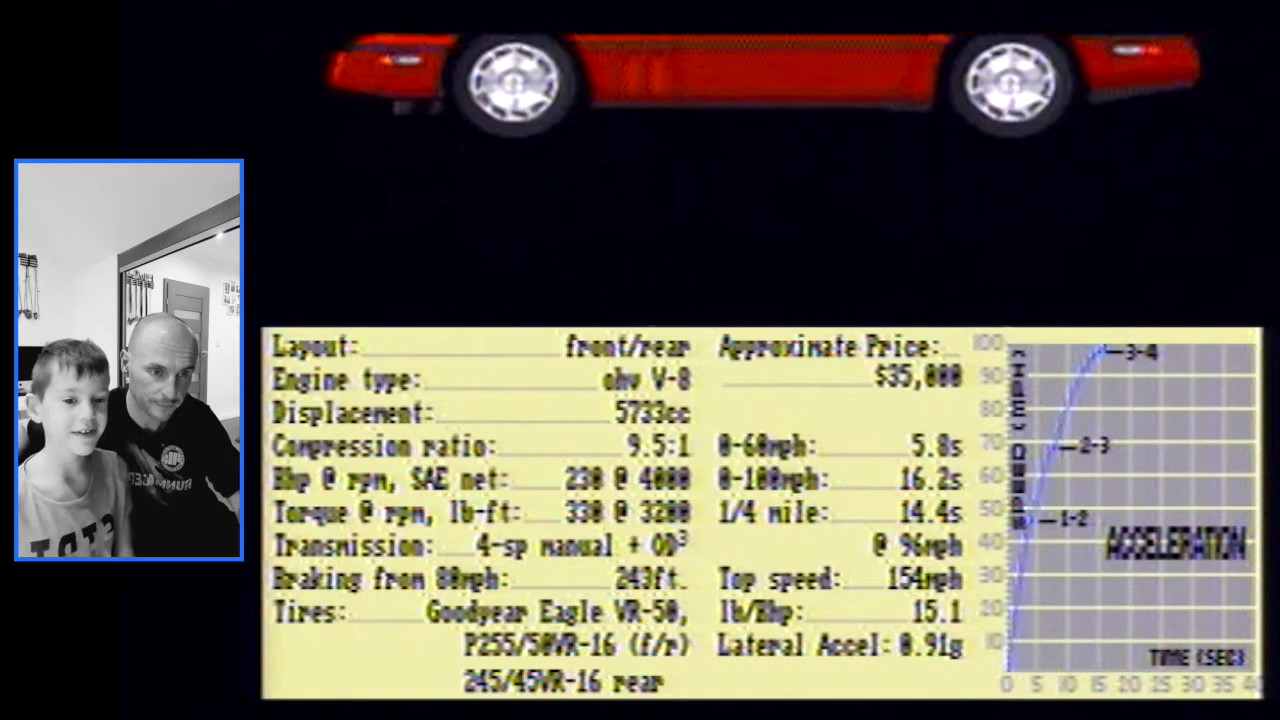 Layout: front/rear
Engine type: ohv V-8
Displacement: 5733cc
Compression ratio: 9.5:1
Bhp @ rpm, SAE net: 230 @ 4000
Torque @ rpm, lb-ft: 330 @ 3200
Transmission: 4-sp manual + OD3
Braking from 80mph: 243ft.
Tires: Goodyear Eagle VR-50,
P255/50VR-16 (f/r)
245/45VR-16 rear
Approximate Price:
$35,000
0-60mph: 5.8s
0-100mph: 16.2s
1/4 mile: 14.4s
@ 96mph
Top speed: 154mph
lb/Bhp: 15.1
Lateral Accel: 0.91g
100
90
80
70
60
50
40
30
20
10
SPEED (MPH)
3-4
2-3
1-2
ACCELERATION
TIME (SEC)
0 5 10 15 20 25 30 35 40